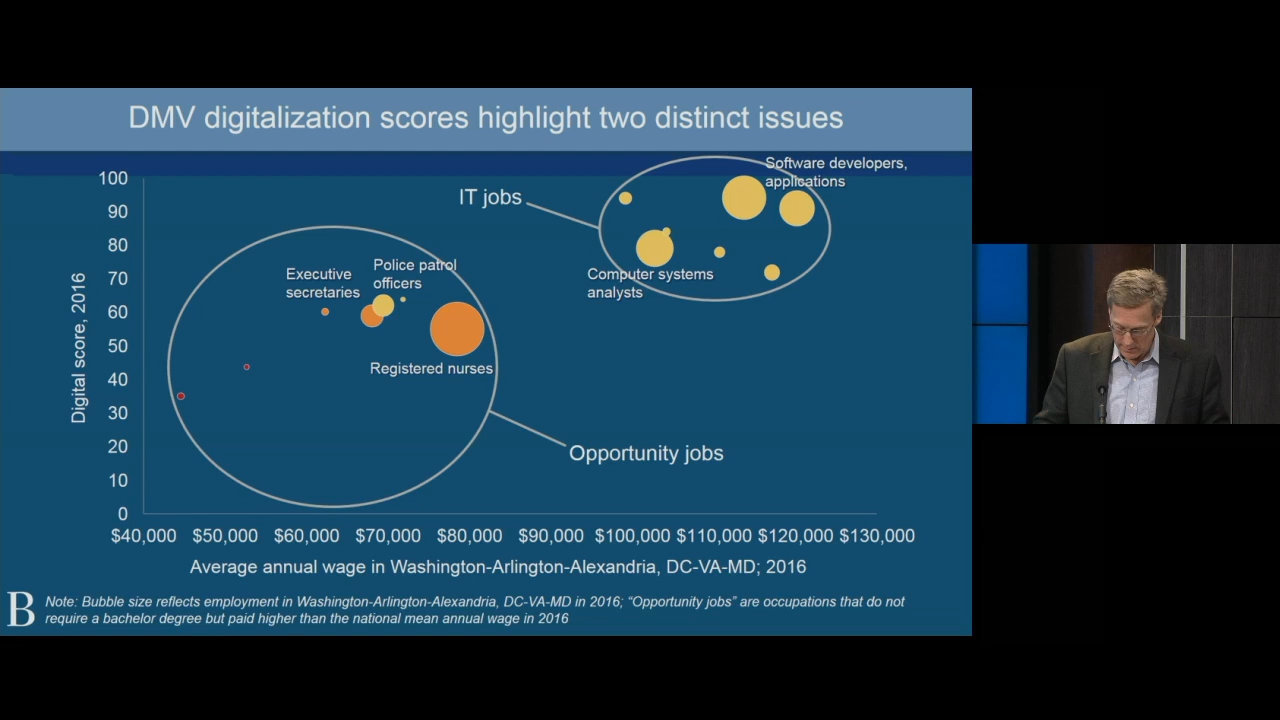 DMV digitalization scores highlight two distinct issues
Software developers,
applications
IT jobs
Computer systems
analysts
Police patrol
officers
Executive
secretaries
Registered nurses
Opportunity jobs
Digital score, 2016
100
90
80
70
60
50
40
30
20
10
0
$40,000 $50,000 $60,000 $70,000 $80,000 $90,000 $100,000 $110,000 $120,000 $130,000
Average annual wage in Washington-Arlington-Alexandria, DC-VA-MD; 2016
B
Note: Bubble size reflects employment in Washington-Arlington-Alexandria, DC-VA-MD in 2016; “Opportunity jobs” are occupations that do not
require a bachelor degree but paid higher than the national mean annual wage in 2016